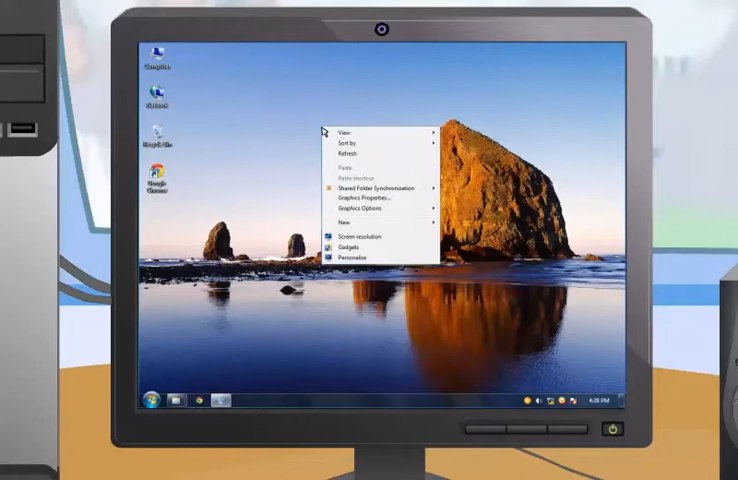 Computer
Network
Recycle Bin
Google
Chrome
View
Sort by
Refresh
Paste
Paste shortcut
Shared Folder Synchronization
Graphics Properties...
Graphics Options
New
Screen resolution
Gadgets
Personalize
4:28 PM